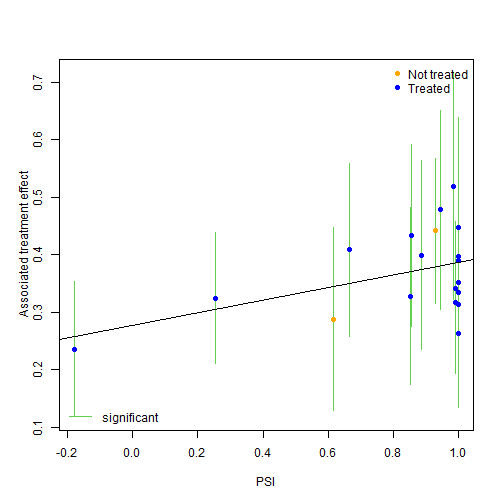 Not treated
Treated
0.7
0.6
0.5
0.4
0.3
0.2
0.1
Associated treatment effect
significant
-0.2 0.0 0.2 0.4 0.6 0.8 1.0
PSI